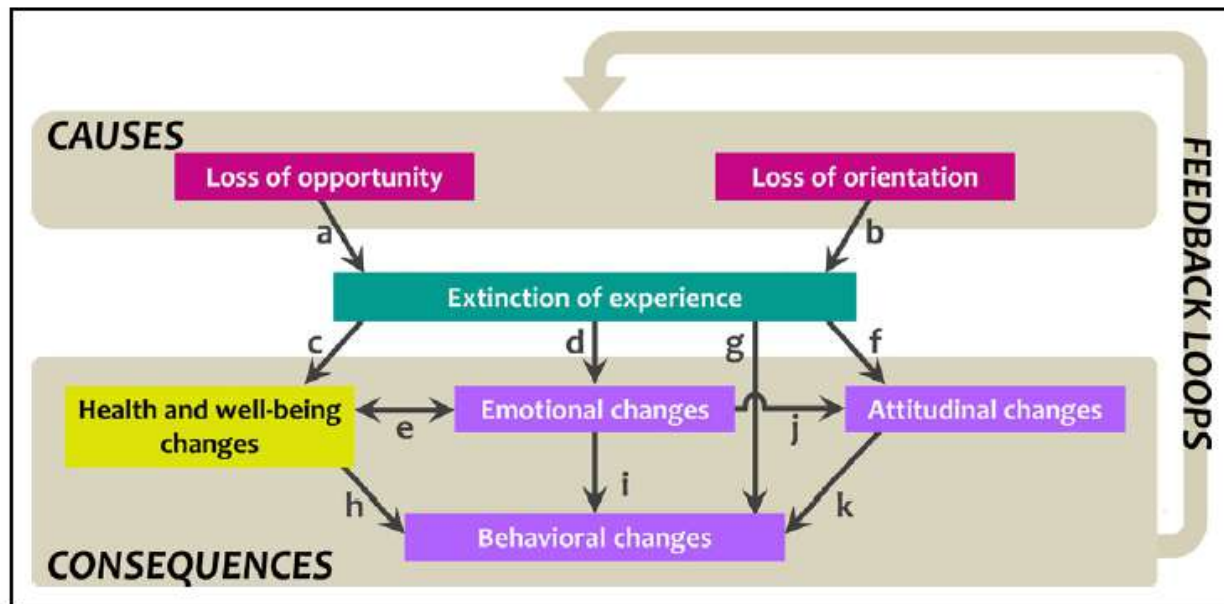 CAUSES
Loss of opportunity
Loss of orientation
a
b
Extinction of experience
c
d
g
f
Health and well-being
changes
Emotional changes
Attitudinal changes
e
j
h
i
k
Behavioral changes
CONSEQUENCES
FEEDBACK LOOPS